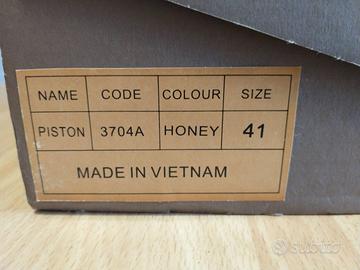 NAME CODE COLOUR SIZE
PISTON 3704A HONEY 41
MADE IN VIETNAM
subito